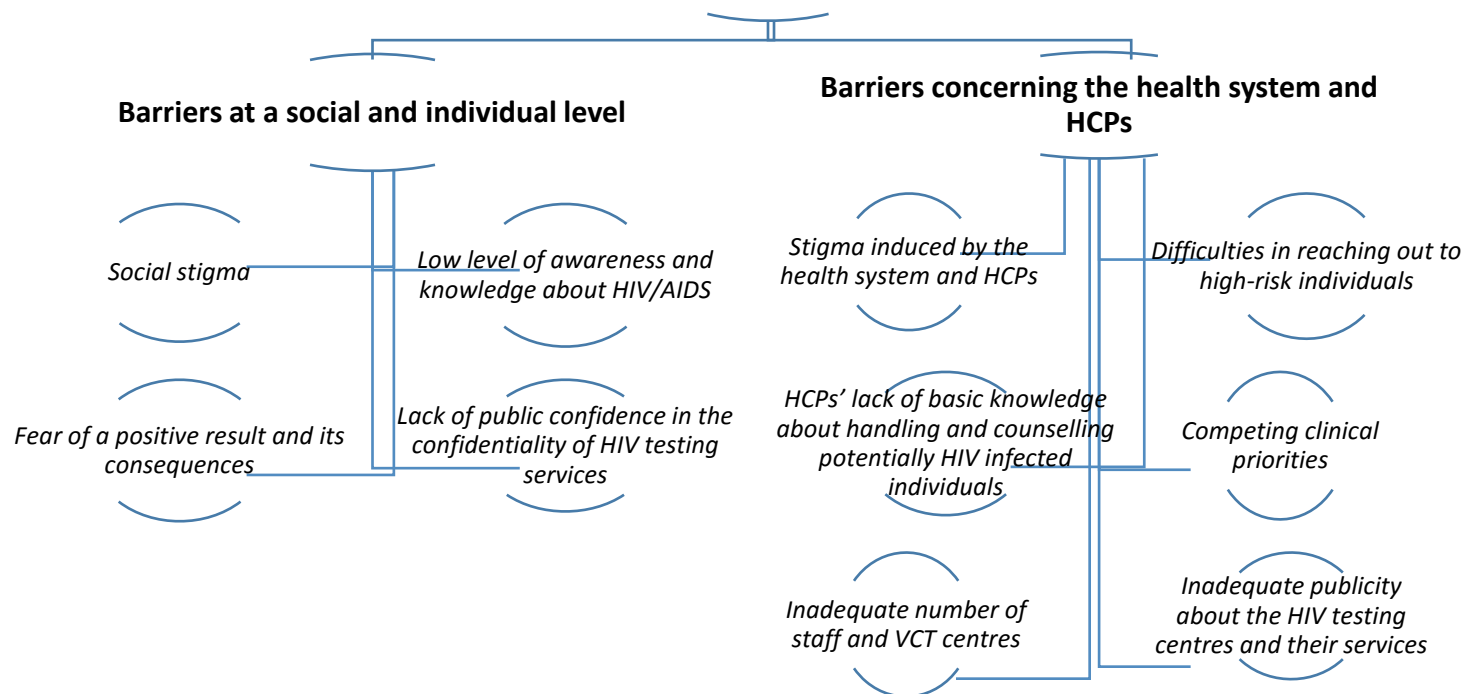 Barriers at a social and individual level
Barriers concerning the health system and
HCPs
Social stigma
Low level of awareness and
knowledge about HIV/AIDS
Fear of a positive result and its
consequences
Lack of public confidence in the
confidentiality of HIV testing
services
Stigma induced by the
health system and HCPs
Difficulties in reaching out to
high-risk individuals
HCPs’ lack of basic knowledge
about handling and counselling
potentially HIV infected
individuals
Competing clinical
priorities
Inadequate number of
staff and VCT centres
Inadequate publicity
about the HIV testing
centres and their services